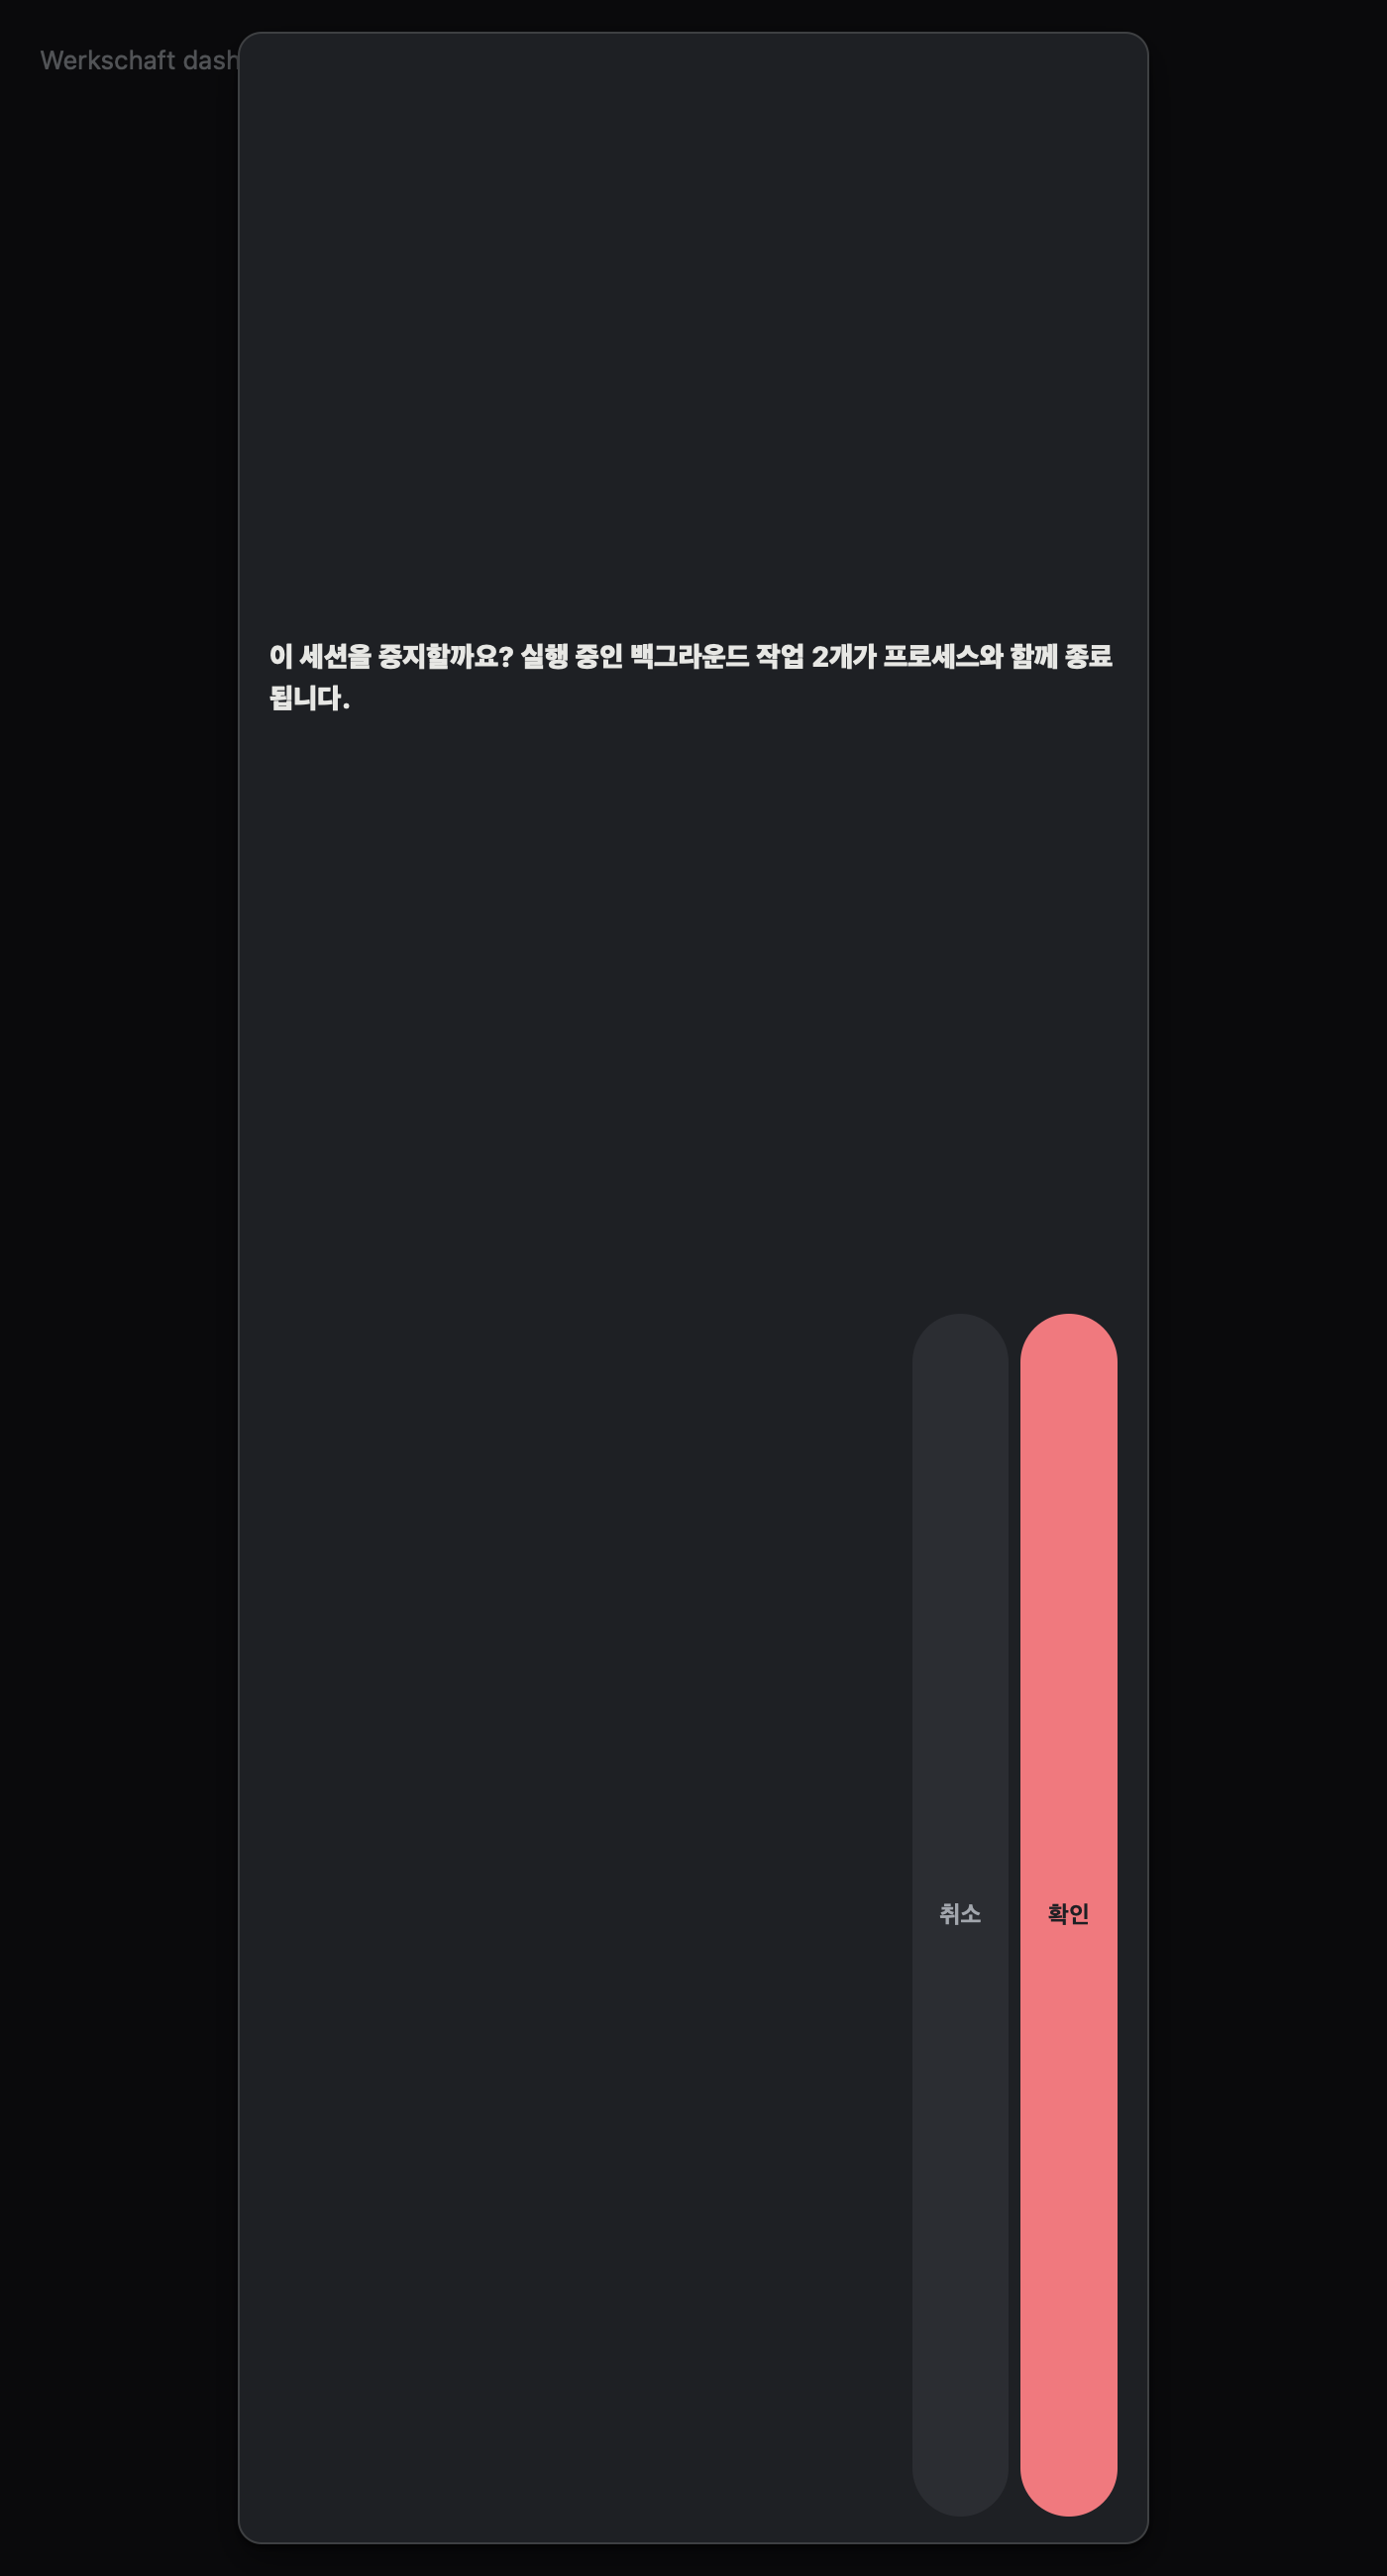 Werkschaft dash
이 세션을 중지할까요? 실행 중인 백그라운드 작업 2개가 프로세스와 함께 종료
됩니다.
취소
확인